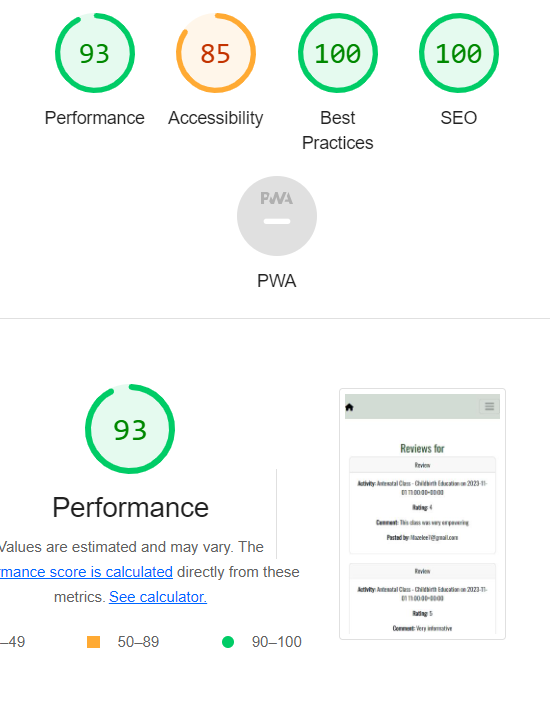 93
85
100
100
Performance
Accessibility
Best
Practices
SEO
PWA
PWA
93
Performance
Values are estimated and may vary. The
mance score is calculated directly from these
metrics. See calculator.
–49
50–89
90–100
Reviews for
Review
Activity: Antenatal Class - Childbirth Education on 2023-11-
01 11:00:00+00:00
Rating: 4
Comment: This class was very empowering
Posted by:
Review
Activity: Antenatal Class - Childbirth Education on 2023-11-
01 11:00:00+00:00
Rating: 5
Comment: Very informative